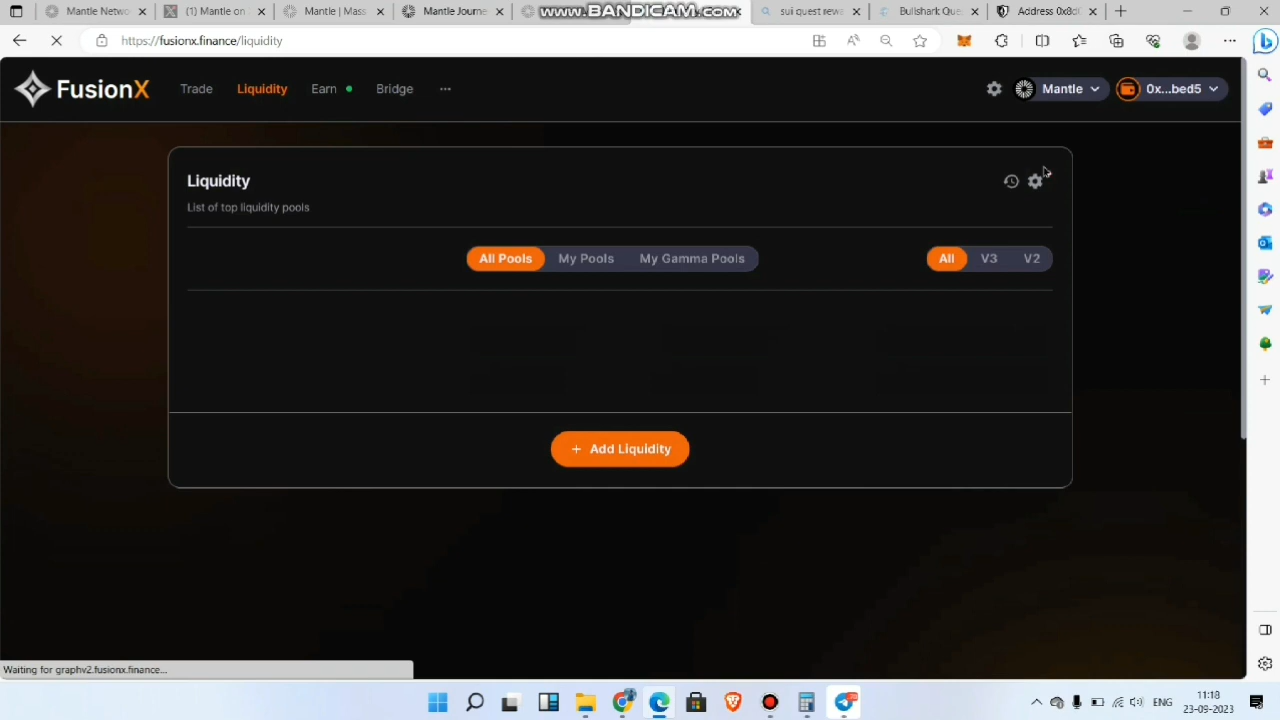 Mantle Netwo
(1) Mantle on
Mantle | Mass
Mantle Journe
www.BANDICAM.com
sui quest news
Bullshark Que
Address 0x8d
https://fusionx.finance/liquidity
FusionX
Trade
Liquidity
Earn
Bridge
Mantle
0x...bed5
Liquidity
List of top liquidity pools
All Pools
My Pools
My Gamma Pools
All
V3
V2
+ Add Liquidity
Waiting for graphv2.fusionx.finance...
ENG
11:18
23-09-2023